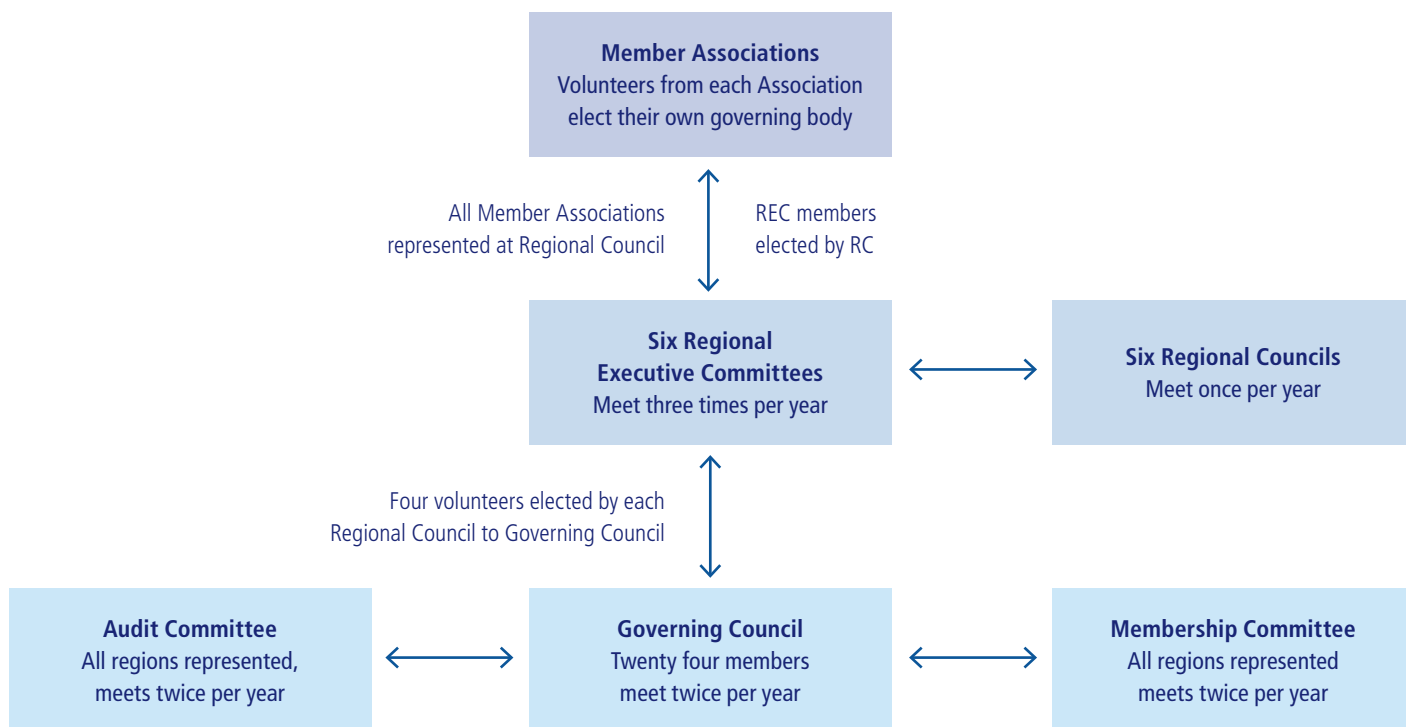 Member Associations
Volunteers from each Association
elect their own governing body
All Member Associations
represented at Regional Council
REC members
elected by RC
Six Regional
Executive Committees
Meet three times per year
Six Regional Councils
Meet once per year
Four volunteers elected by each
Regional Council to Governing Council
Audit Committee
All regions represented,
meets twice per year
Governing Council
Twenty four members
meet twice per year
Membership Committee
All regions represented
meets twice per year